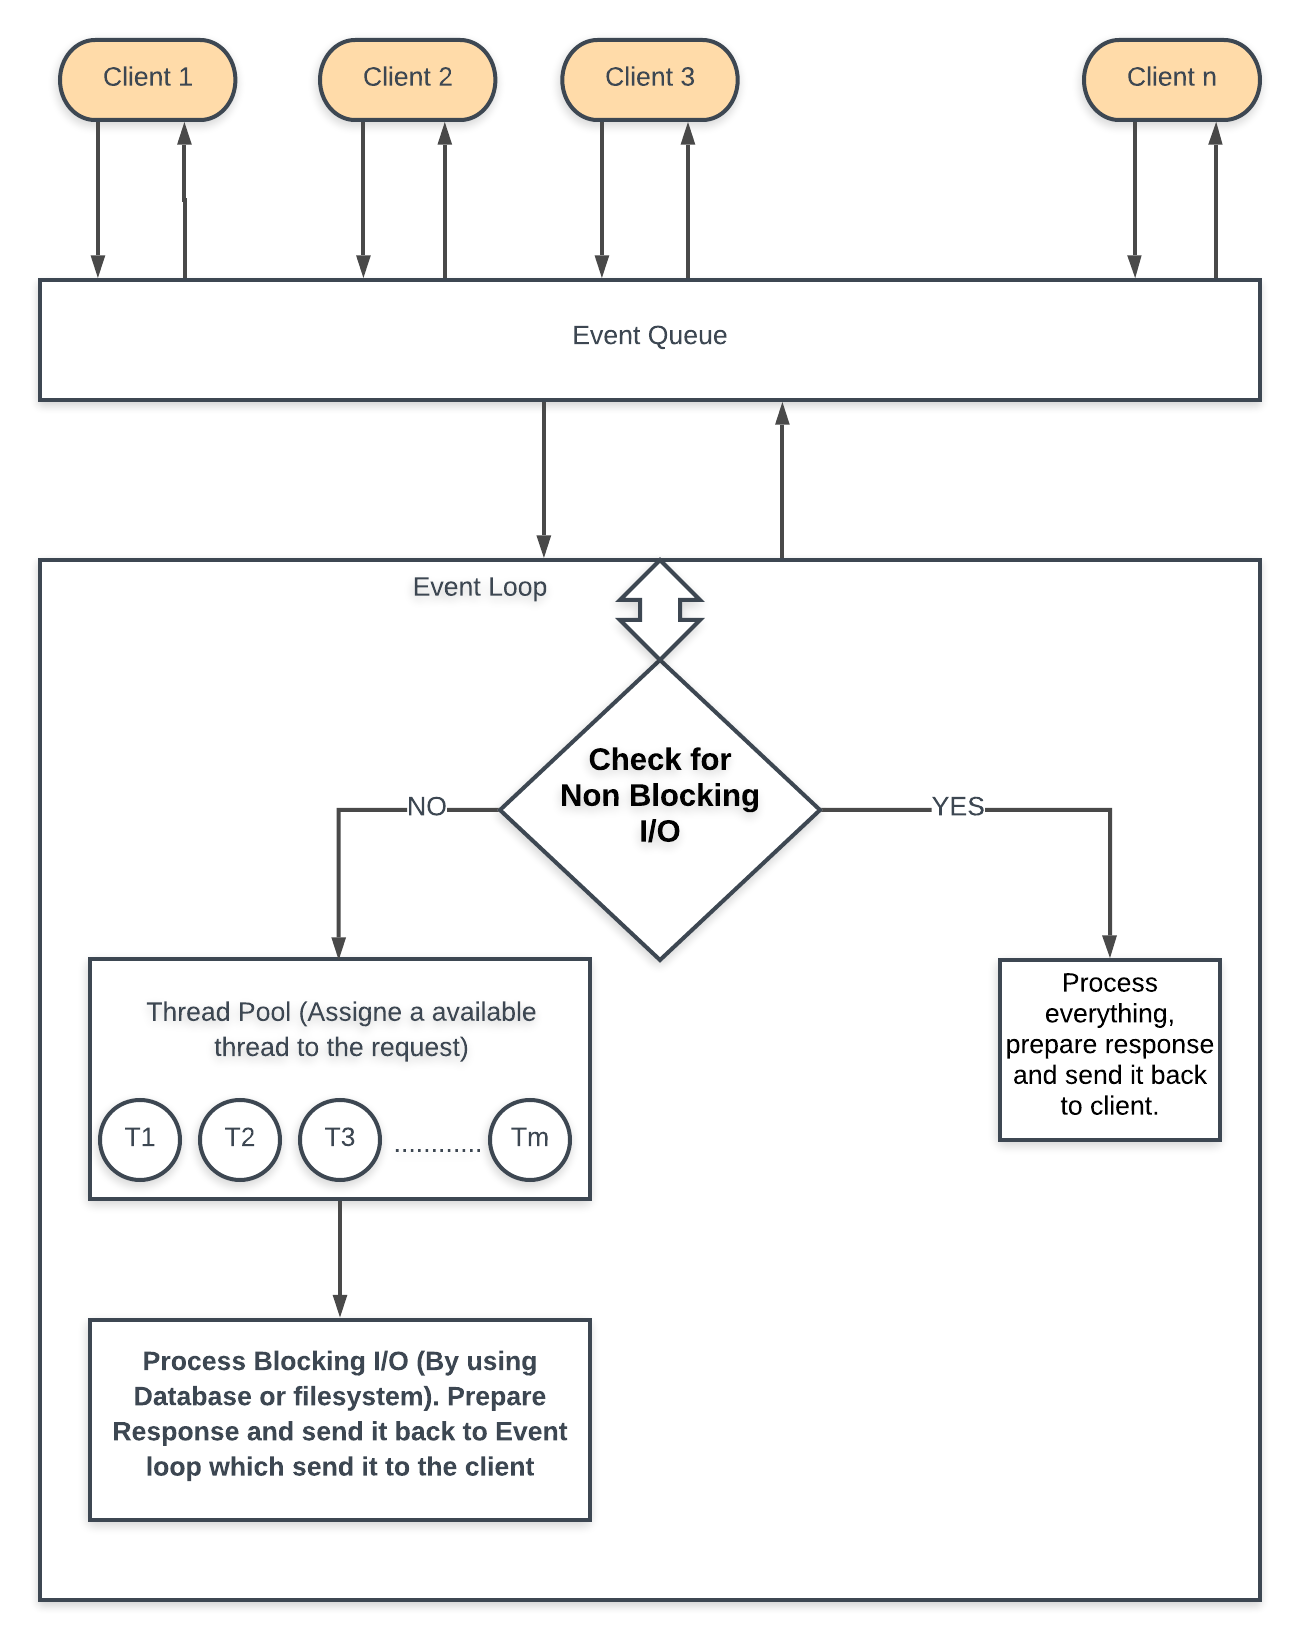 Client 1
Client 2
Client 3
Client n
Event Queue
Event Loop
Check for
Non Blocking
I/O
NO
YES
Thread Pool (Assigne a available
thread to the request)
T1
T2
T3
............
Tm
Process
everything,
prepare response
and send it back
to client.
Process Blocking I/O (By using
Database or filesystem). Prepare
Response and send it back to Event
loop which send it to the client